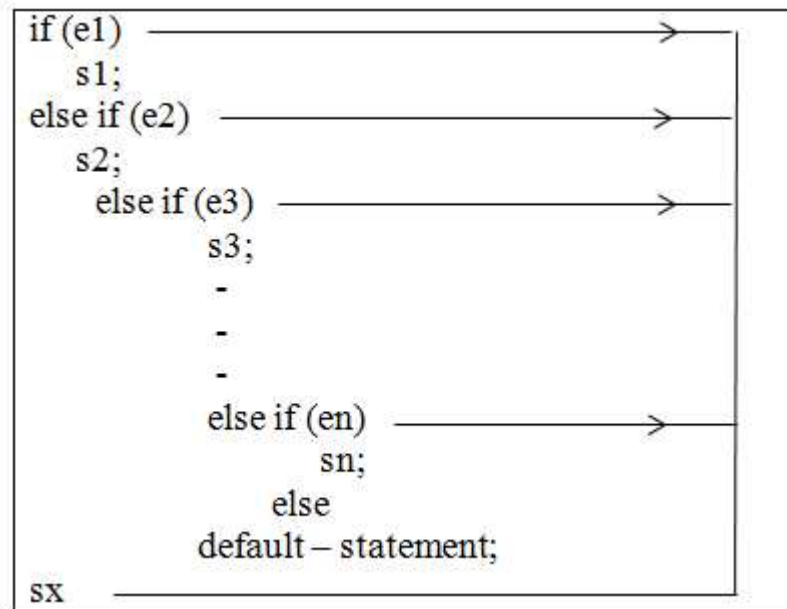 if (e1)
s1;
else if (e2)
s2;
else if (e3)
s3;
-
-
-
else if (en)
sn;
else
default – statement;
sx